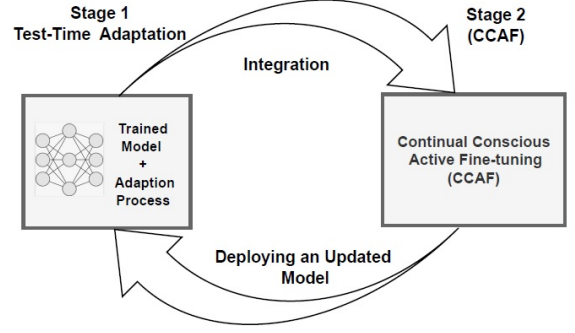 Stage 1
Test-Time Adaptation
Stage 2
(CCAF)
Integration
Trained
Model
+
Adaption
Process
Continual Conscious
Active Fine-tuning
(CCAF)
Deploying an Updated
Model